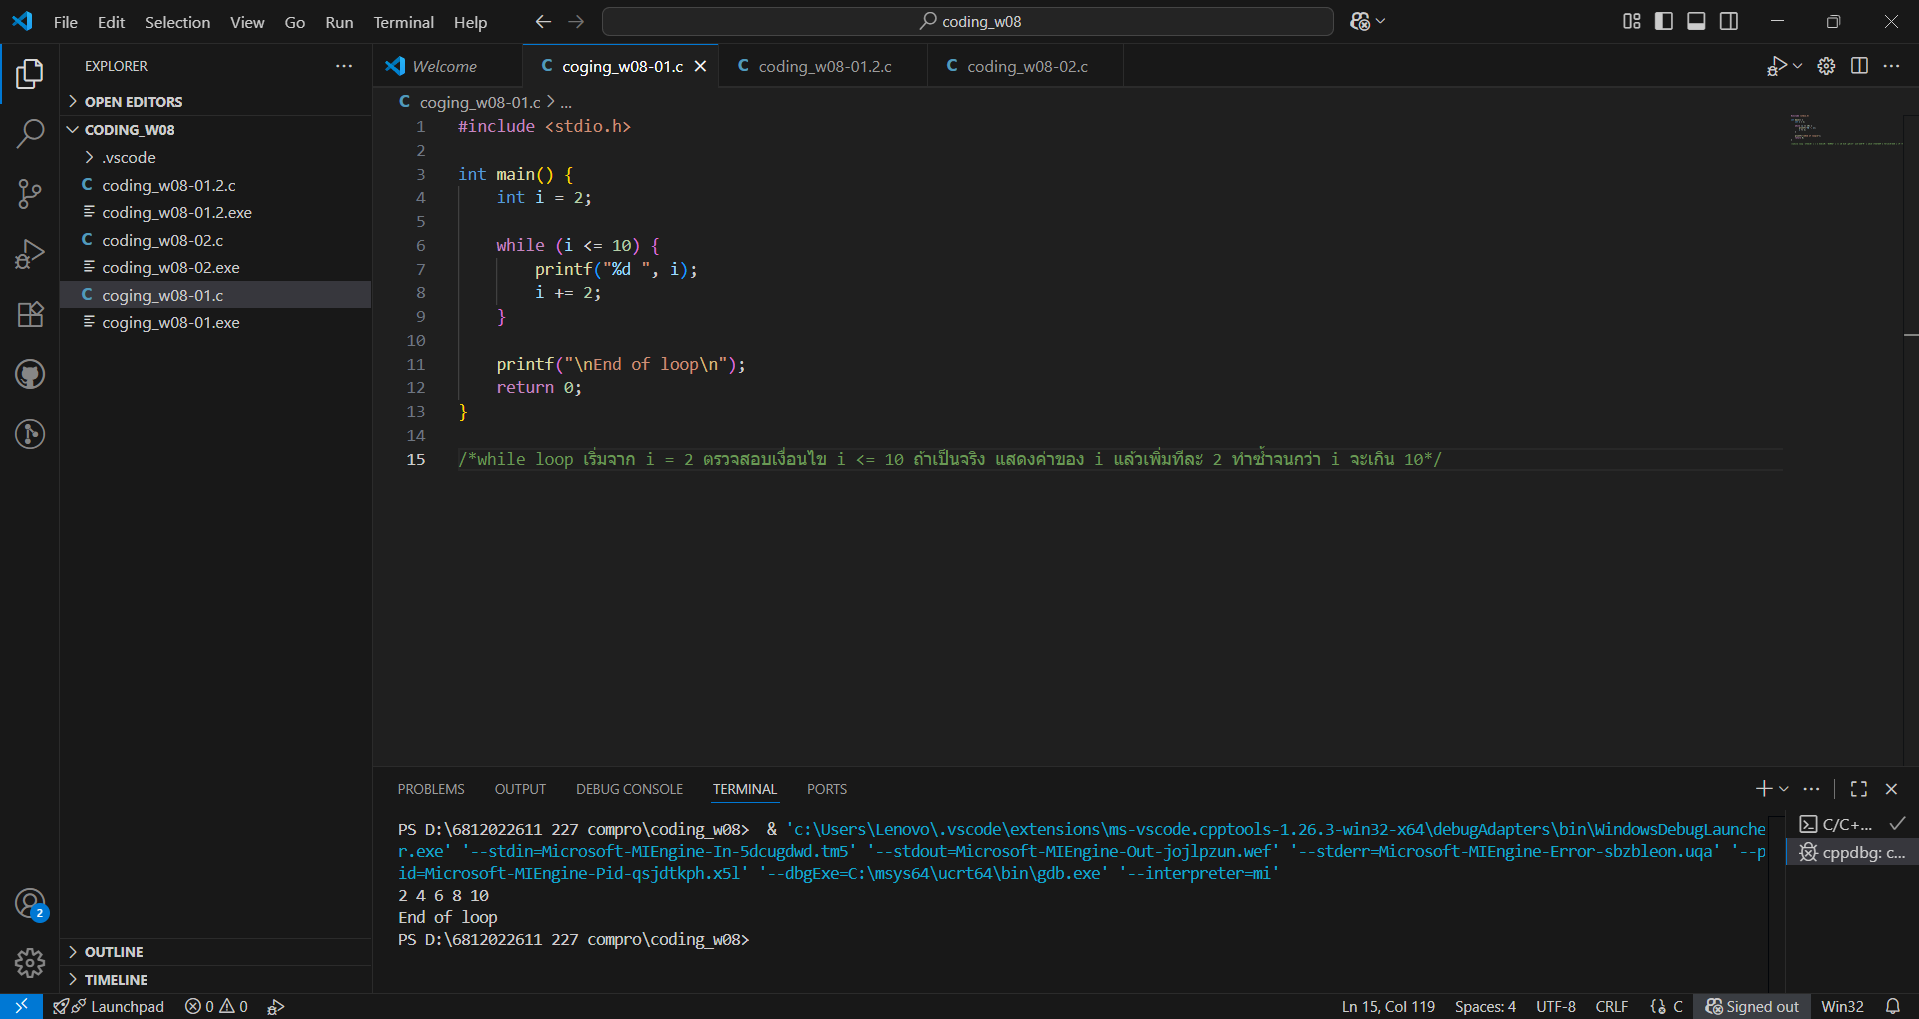 File Edit Selection View Go Run Terminal Help
coding_w08
EXPLORER
OPEN EDITORS
CODING_W08
.vscode
C coding_w08-01.2.c
coding_w08-01.2.exe
C coding_w08-02.c
coding_w08-02.exe
C coging_w08-01.c
coging_w08-01.exe
OUTLINE
TIMELINE
Welcome
C coging_w08-01.c
C coding_w08-01.2.c
C coding_w08-02.c
C coging_w08-01.c > ...
1 #include <stdio.h>
2
3 int main() {
4 int i = 2;
5
6 while (i <= 10) {
7 printf("%d ", i);
8 i += 2;
9 }
10
11 printf("\nEnd of loop\n");
12 return 0;
13 }
14
15 /*while loop เริ่มจาก i = 2 ตรวจสอบเงื่อนไข i <= 10 ถ้าเป็นจริง แสดงค่าของ i แล้วเพิ่มทีละ 2 ทำซ้ำจนกว่า i จะเกิน 10*/
PROBLEMS OUTPUT DEBUG CONSOLE TERMINAL PORTS
PS D:\6812022611 227 compro\coding_w08> & 'c:\Users\Lenovo\.vscode\extensions\ms-vscode.cpptools-1.26.3-win32-x64\debugAdapters\bin\WindowsDebugLaunche
r.exe' '--stdin=Microsoft-MIEngine-In-5dcugdwd.tm5' '--stdout=Microsoft-MIEngine-Out-jojlpzun.wef' '--stderr=Microsoft-MIEngine-Error-sbzbleon.uqa' '--p
id=Microsoft-MIEngine-Pid-qsjdtkph.x5l' '--dbgExe=C:\msys64\ucrt64\bin\gdb.exe' '--interpreter=mi'
2 4 6 8 10
End of loop
PS D:\6812022611 227 compro\coding_w08>
C/C+...
cppdbg: c...
2
Launchpad 0 0
Ln 15, Col 119 Spaces: 4 UTF-8 CRLF {} C Signed out Win32